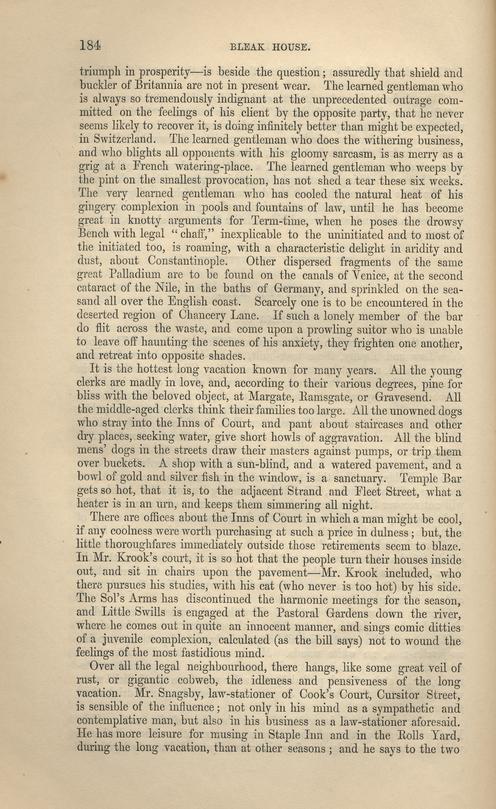 184
BLEAK HOUSE.
triumph in prosperity—is beside the question; assuredly that shield and
buckler of Britannia are not in present wear. The learned gentleman who
is always so tremendously indignant at the unprecedented outrage com-
mitted on the feelings of his client by the opposite party, that he never
seems likely to recover it, is doing infinitely better than might be expected,
in Switzerland. The learned gentleman who does the withering business,
and who blights all opponents with his gloomy sarcasm, is as merry as a
grig at a French watering-place. The learned gentleman who weeps by
the pint on the smallest provocation, has not shed a tear these six weeks.
The very learned gentleman who has cooled the natural heat of his
gingery complexion in pools and fountains of law, until he has become
great in knotty arguments for Term-time, when he poses the drowsy
Bench with legal "chaff," inexplicable to the uninitiated and to most of
the initiated too, is roaming, with a characteristic delight in aridity and
dust, about Constantinople. Other dispersed fragments of the same
great Palladium are to be found on the canals of Venice, at the second
cataract of the Nile, in the baths of Germany, and sprinkled on the sea-
sand all over the English coast. Scarcely one is to be encountered in the
deserted region of Chancery Lane. If such a lonely member of the bar
do flit across the waste, and come upon a prowling suitor who is unable
to leave off haunting the scenes of his anxiety, they frighten one another,
and retreat into opposite shades.
It is the hottest long vacation known for many years. All the young
clerks are madly in love, and, according to their various degrees, pine for
bliss with the beloved object, at Margate, Ramsgate, or Gravesend. All
the middle-aged clerks think their families too large. All the unowned dogs
who stray into the Inns of Court, and pant about staircases and other
dry places, seeking water, give short howls of aggravation. All the blind
mens' dogs in the streets draw their masters against pumps, or trip them
over buckets. A shop with a sun-blind, and a watered pavement, and a
bowl of gold and silver fish in the window, is a sanctuary. Temple Bar
gets so hot, that it is, to the adjacent Strand and Fleet Street, what a
heater is in an urn, and keeps them simmering all night.
There are offices about the Inns of Court in which a man might be cool,
if any coolness were worth purchasing at such a price in dulness; but, the
little thoroughfares immediately outside those retirements seem to blaze.
In Mr. Krook's court, it is so hot that the people turn their houses inside
out, and sit in chairs upon the pavement—Mr. Krook included, who
there pursues his studies, with his cat (who never is too hot) by his side.
The Sol's Arms has discontinued the harmonic meetings for the season,
and Little Swills is engaged at the Pastoral Gardens down the river,
where he comes out in quite an innocent manner, and sings comic ditties
of a juvenile complexion, calculated (as the bill says) not to wound the
feelings of the most fastidious mind.
Over all the legal neighbourhood, there hangs, like some great veil of
rust, or gigantic cobweb, the idleness and pensiveness of the long
vacation. Mr. Snagsby, law-stationer of Cook's Court, Cursitor Street,
is sensible of the influence; not only in his mind as a sympathetic and
contemplative man, but also in his business as a law-stationer aforesaid.
He has more leisure for musing in Staple Inn and in the Rolls Yard,
during the long vacation, than at other seasons; and he says to the two